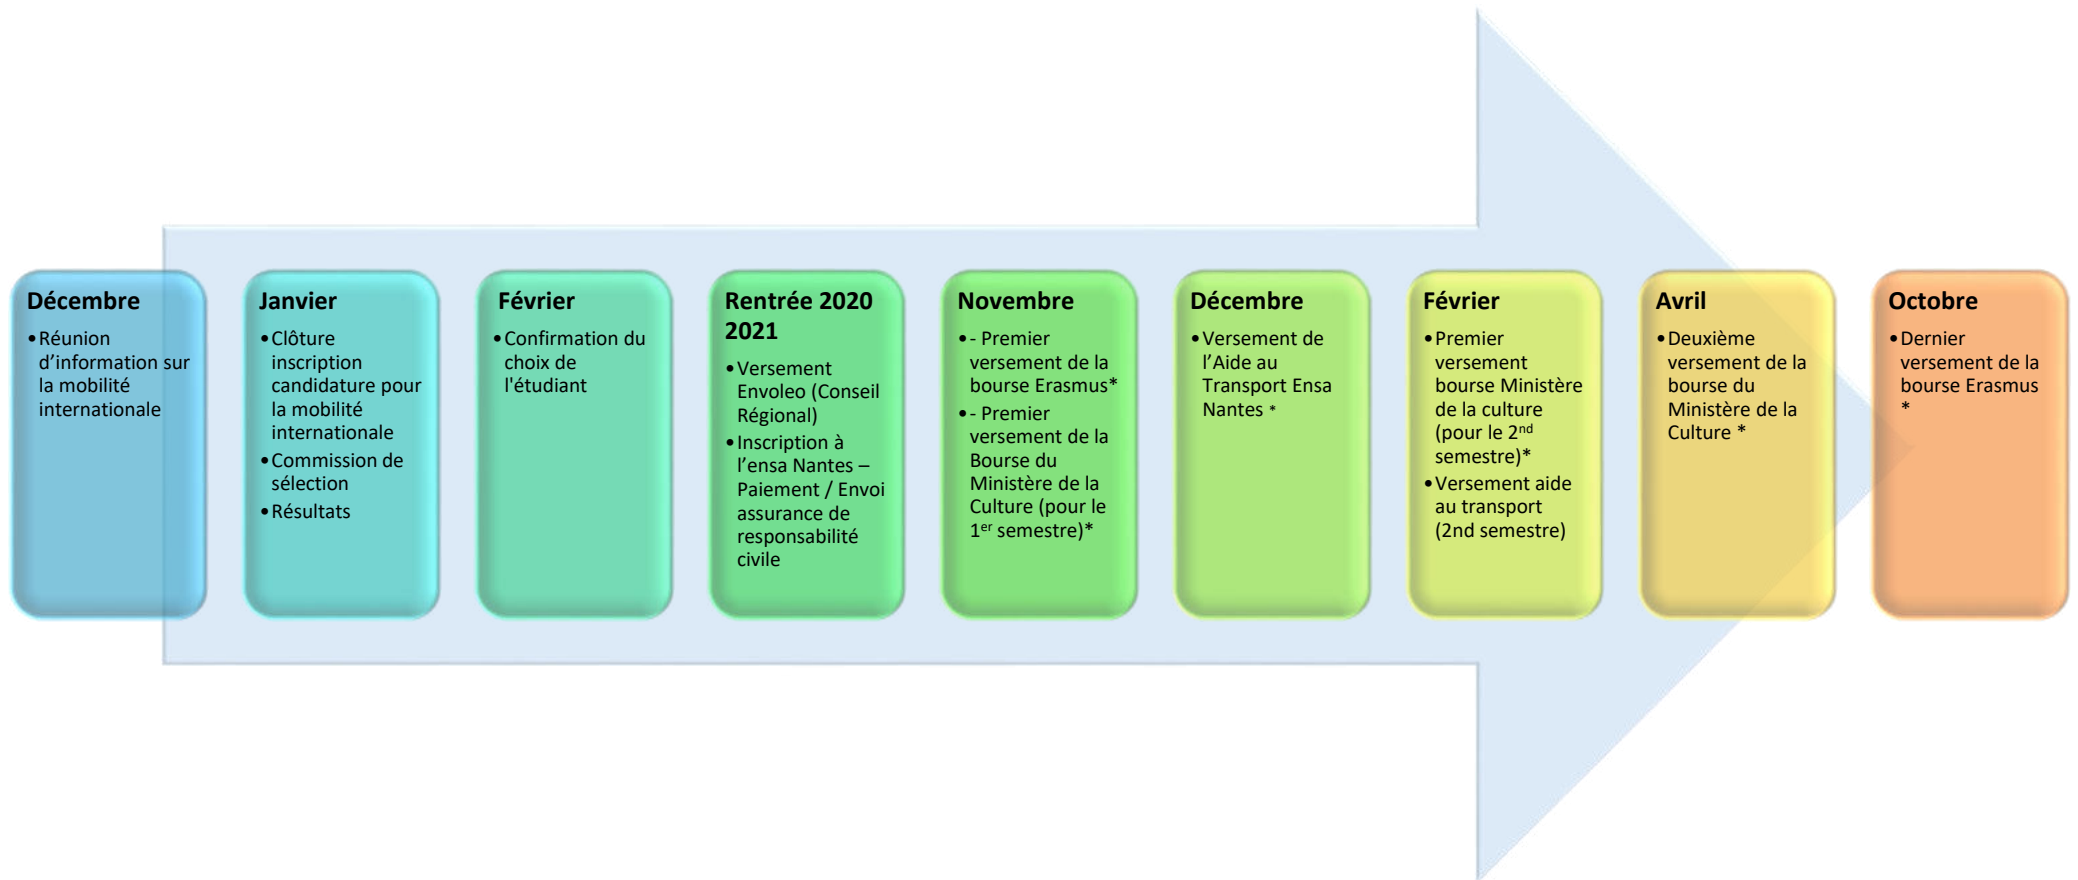 Décembre
•Réunion
d’information sur
la mobilité
internationale
Janvier
•Clôture
inscription
candidature pour
la mobilité
internationale
•Commission de
sélection
•Résultats
Février
•Confirmation du
choix de
l'étudiant
Rentrée 2020
2021
•Versement
Envoleo (Conseil
Régional)
•Inscription à
l’ensa Nantes –
Paiement / Envoi
assurance de
responsabilité
civile
Novembre
•- Premier
versement de la
bourse Erasmus*
•- Premier
versement de la
Bourse du
Ministère de la
Culture (pour le
1er semestre)*
Décembre
•Versement de
l’Aide au
Transport Ensa
Nantes *
Février
•Premier
versement
bourse Ministère
de la culture
(pour le 2nd
semestre)*
•Versement aide
au transport
(2nd semestre)
Avril
•Deuxième
versement de la
bourse du
Ministère de la
Culture *
Octobre
•Dernier
versement de la
bourse Erasmus
*